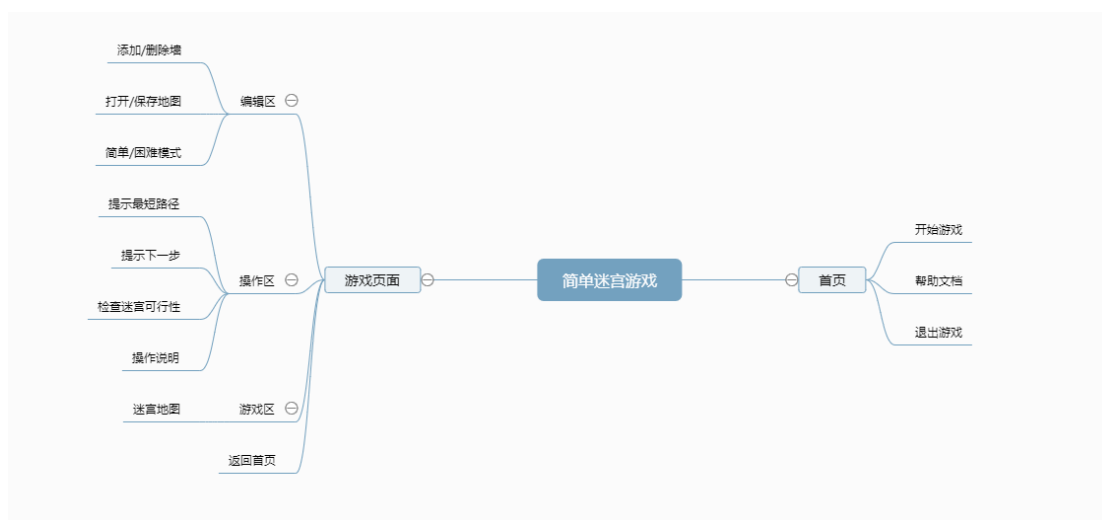 添加/删除墙
打开/保存地图
编辑区
简单/困难模式
提示最短路径
提示下一步
操作区
检查迷宫可行性
操作说明
迷宫地图
游戏区
返回首页
游戏页面
简单迷宫游戏
首页
开始游戏
帮助文档
退出游戏